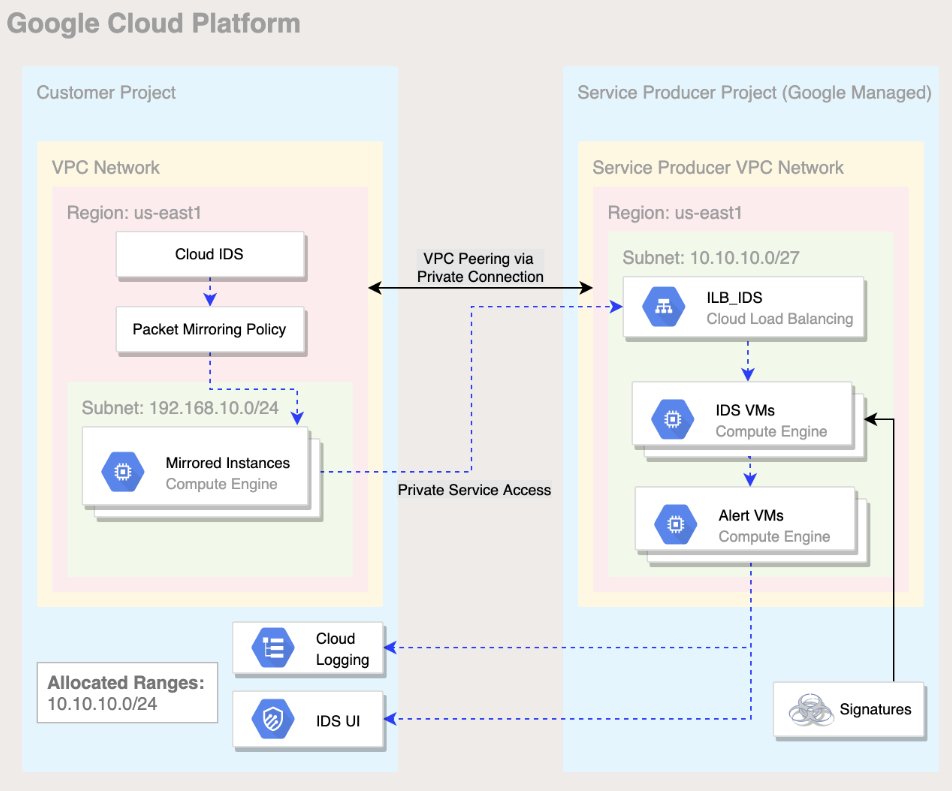 Google Cloud Platform
Customer Project
VPC Network
Region: us-east1
Cloud IDS
Packet Mirroring Policy
Subnet: 192.168.10.0/24
Mirrored Instances
Compute Engine
VPC Peering via
Private Connection
Private Service Access
Service Producer Project (Google Managed)
Service Producer VPC Network
Region: us-east1
Subnet: 10.10.10.0/27
ILB_IDS
Cloud Load Balancing
IDS VMs
Compute Engine
Alert VMs
Compute Engine
Cloud
Logging
IDS UI
Allocated Ranges:
10.10.10.0/24
Signatures